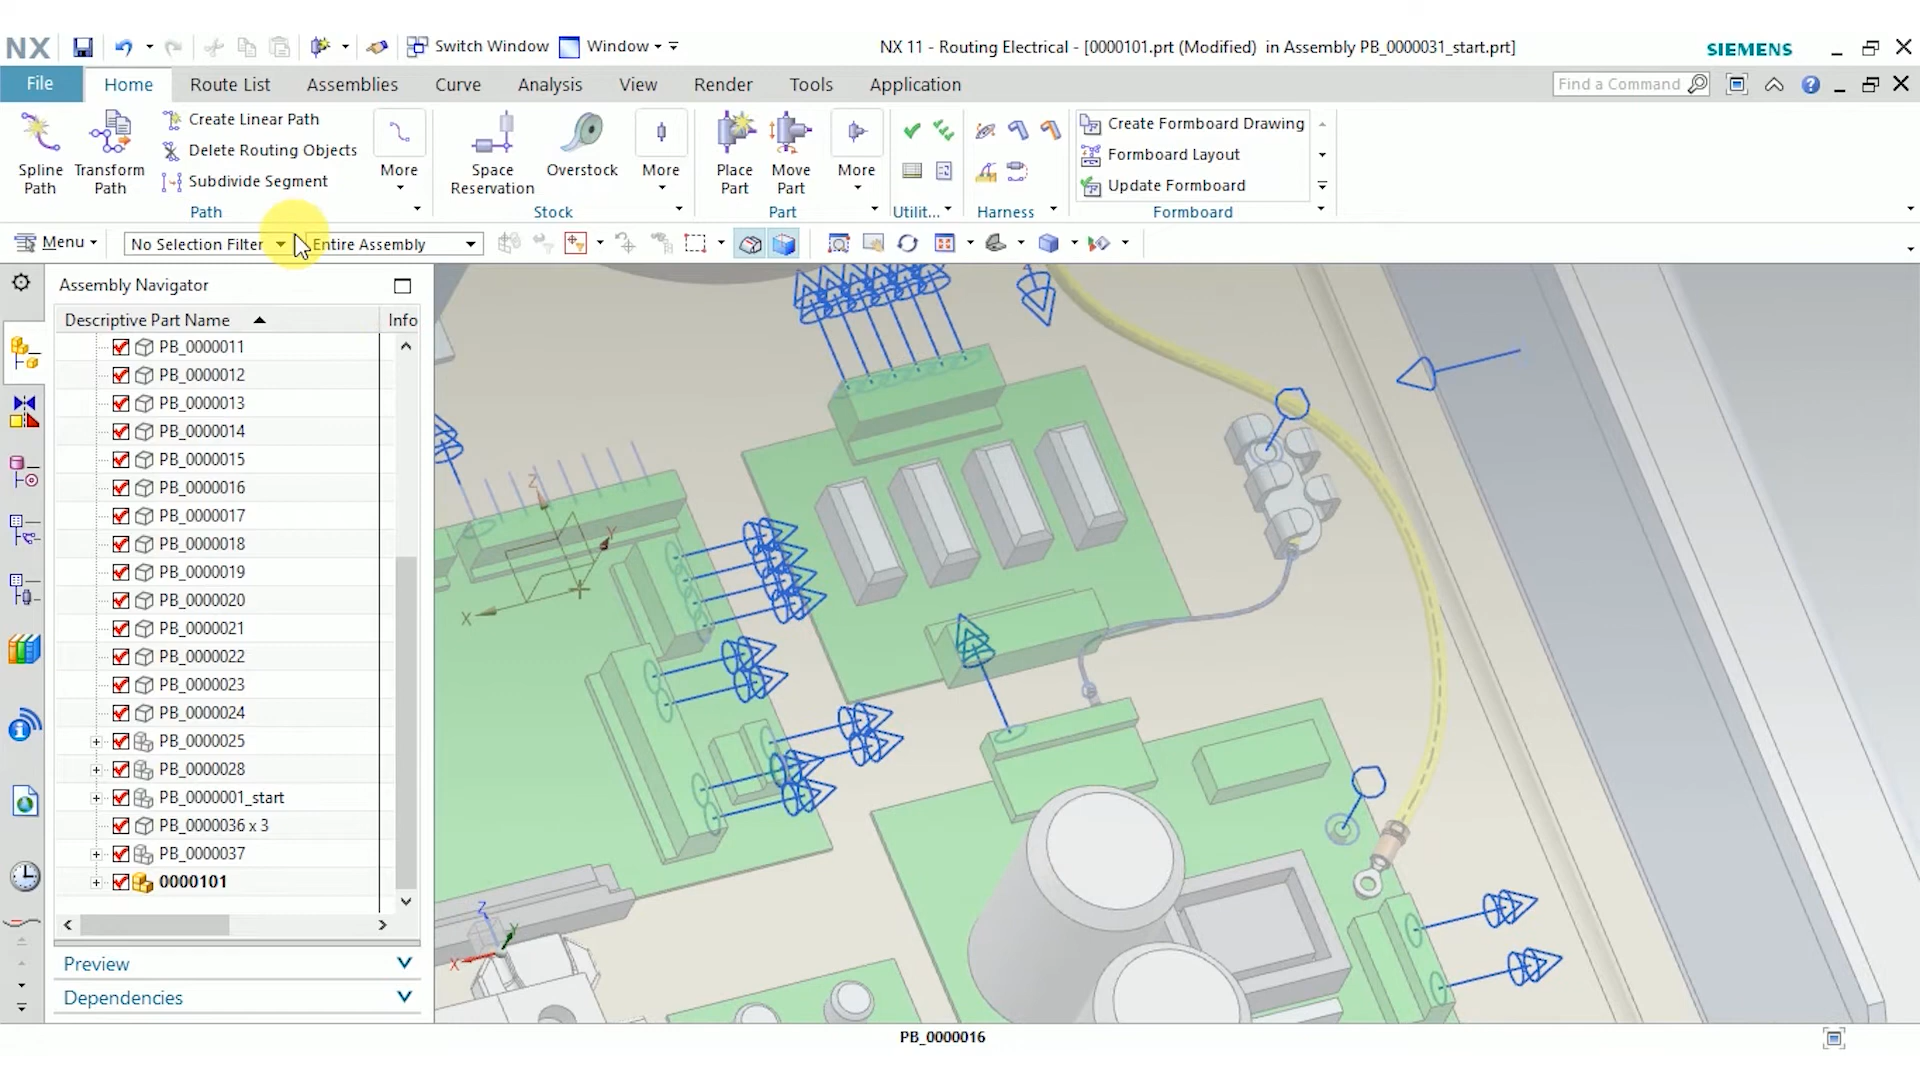 NX
Switch Window
Window
NX 11 - Routing Electrical - [0000101.prt (Modified)  in Assembly PB_0000031_start.prt]
SIEMENS
File
Home
Route List
Assemblies
Curve
Analysis
View
Render
Tools
Application
Find a Command
Spline Path
Transform Path
Create Linear Path
Delete Routing Objects
Subdivide Segment
More
Path
Space Reservation
Overstock
More
Stock
Place Part
Move Part
More
Part
Utilit...
Harness
Create Formboard Drawing
Formboard Layout
Update Formboard
Formboard
Menu
No Selection Filter
Entire Assembly
Assembly Navigator
Descriptive Part Name
Info
PB_0000011
PB_0000012
PB_0000013
PB_0000014
PB_0000015
PB_0000016
PB_0000017
PB_0000018
PB_0000019
PB_0000020
PB_0000021
PB_0000022
PB_0000023
PB_0000024
PB_0000025
PB_0000028
PB_0000001_start
PB_0000036 x 3
PB_0000037
0000101
Preview
Dependencies
Z
Y
X
Z
Y
X
PB_0000016